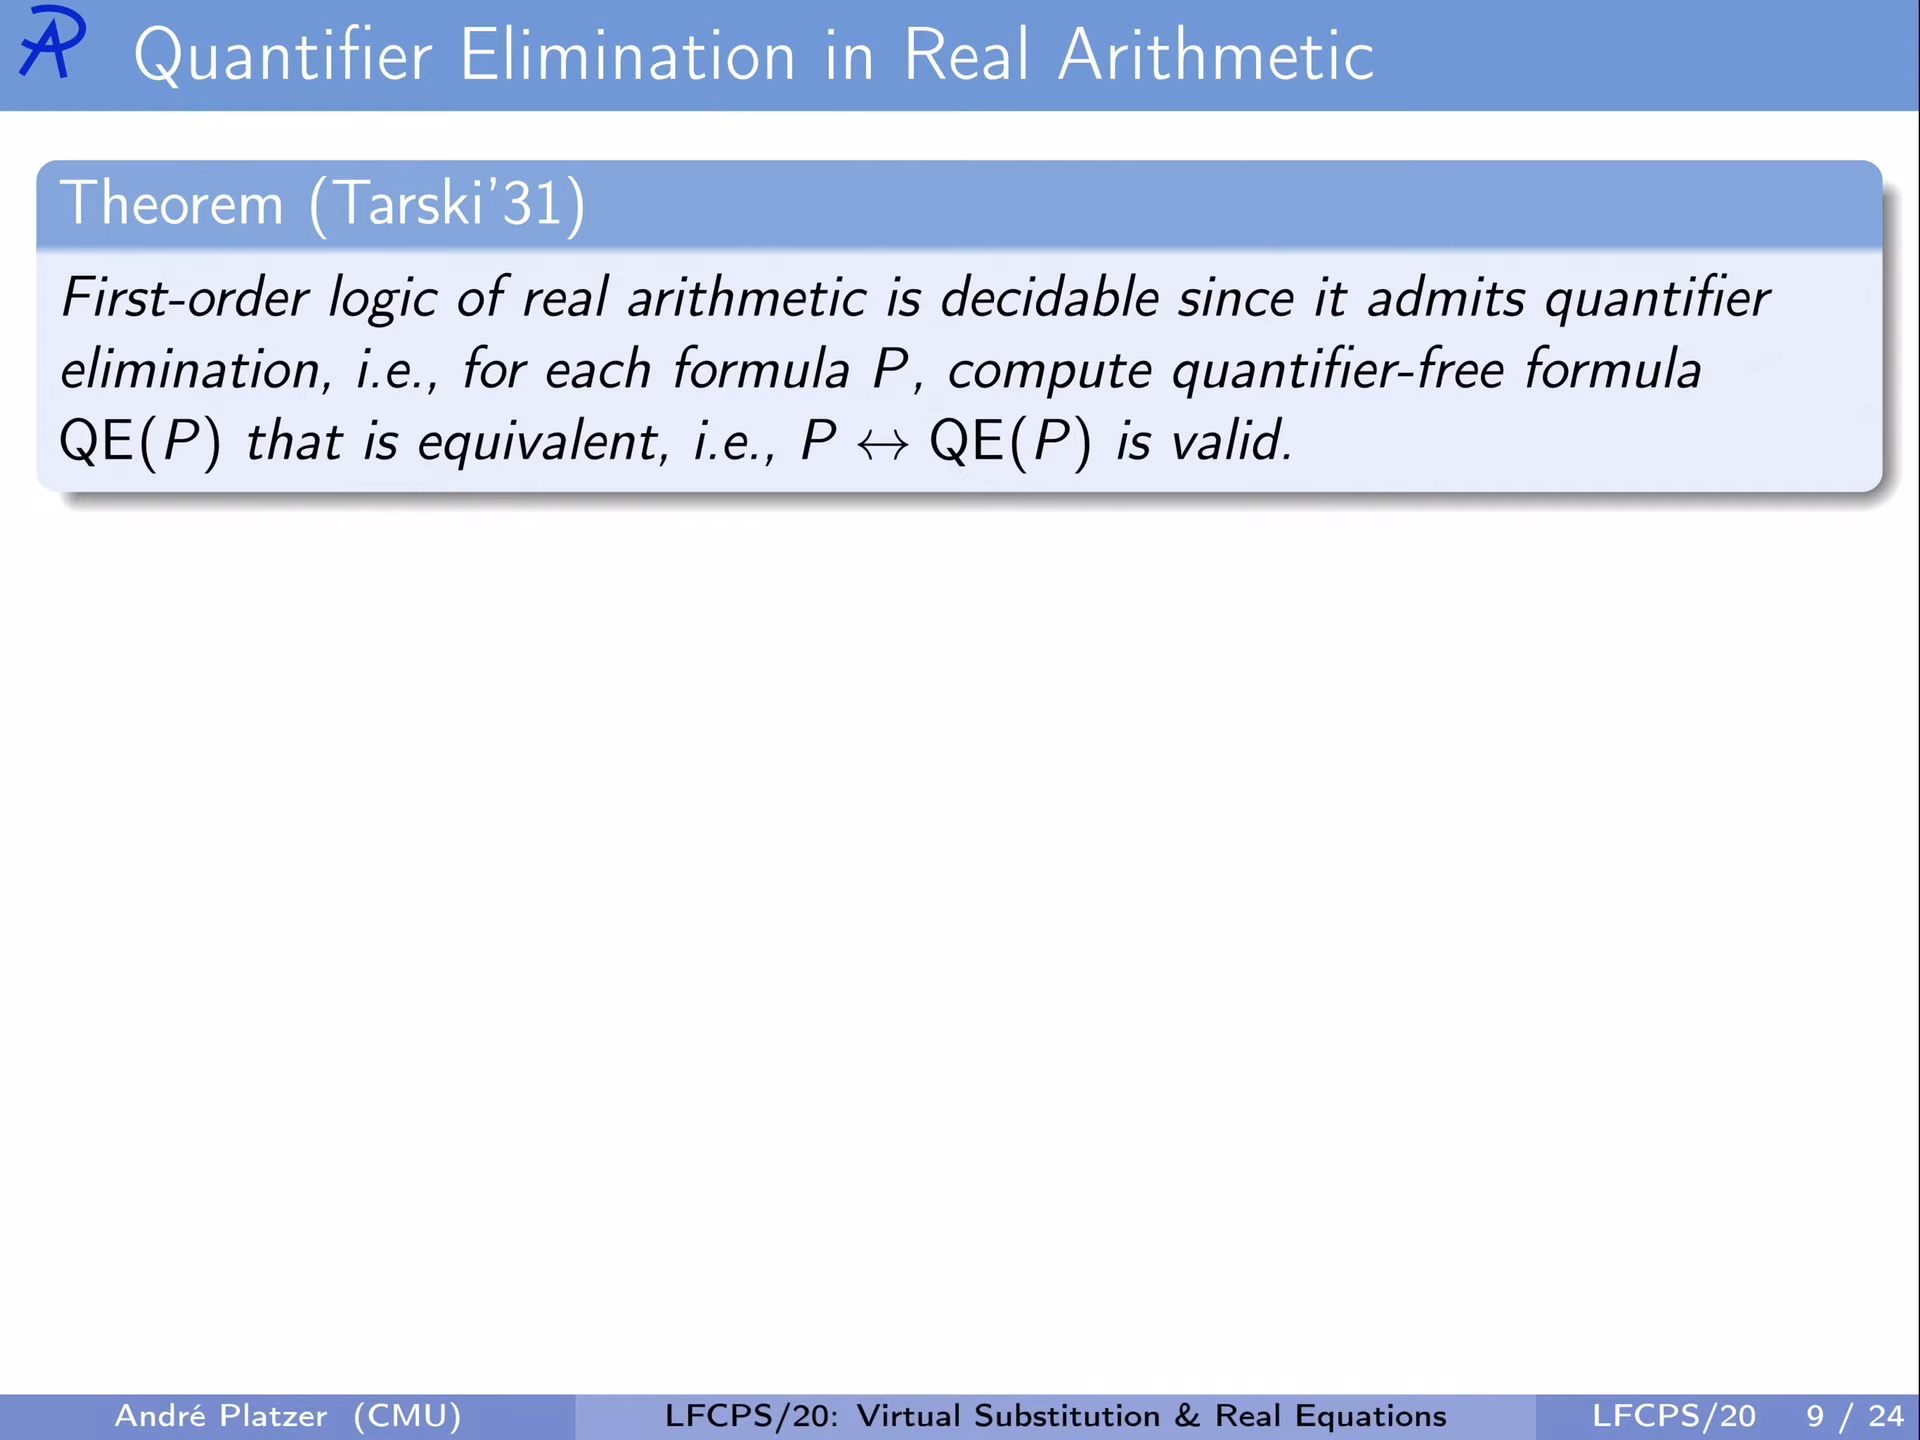 Quantifier Elimination in Real Arithmetic
Theorem (Tarski'31)
First-order logic of real arithmetic is decidable since it admits quantifier
elimination, i.e., for each formula P, compute quantifier-free formula
QE(P) that is equivalent, i.e., P ↔ QE(P) is valid.
André Platzer (CMU)
LFCPS/20: Virtual Substitution & Real Equations
LFCPS/20
9 / 24